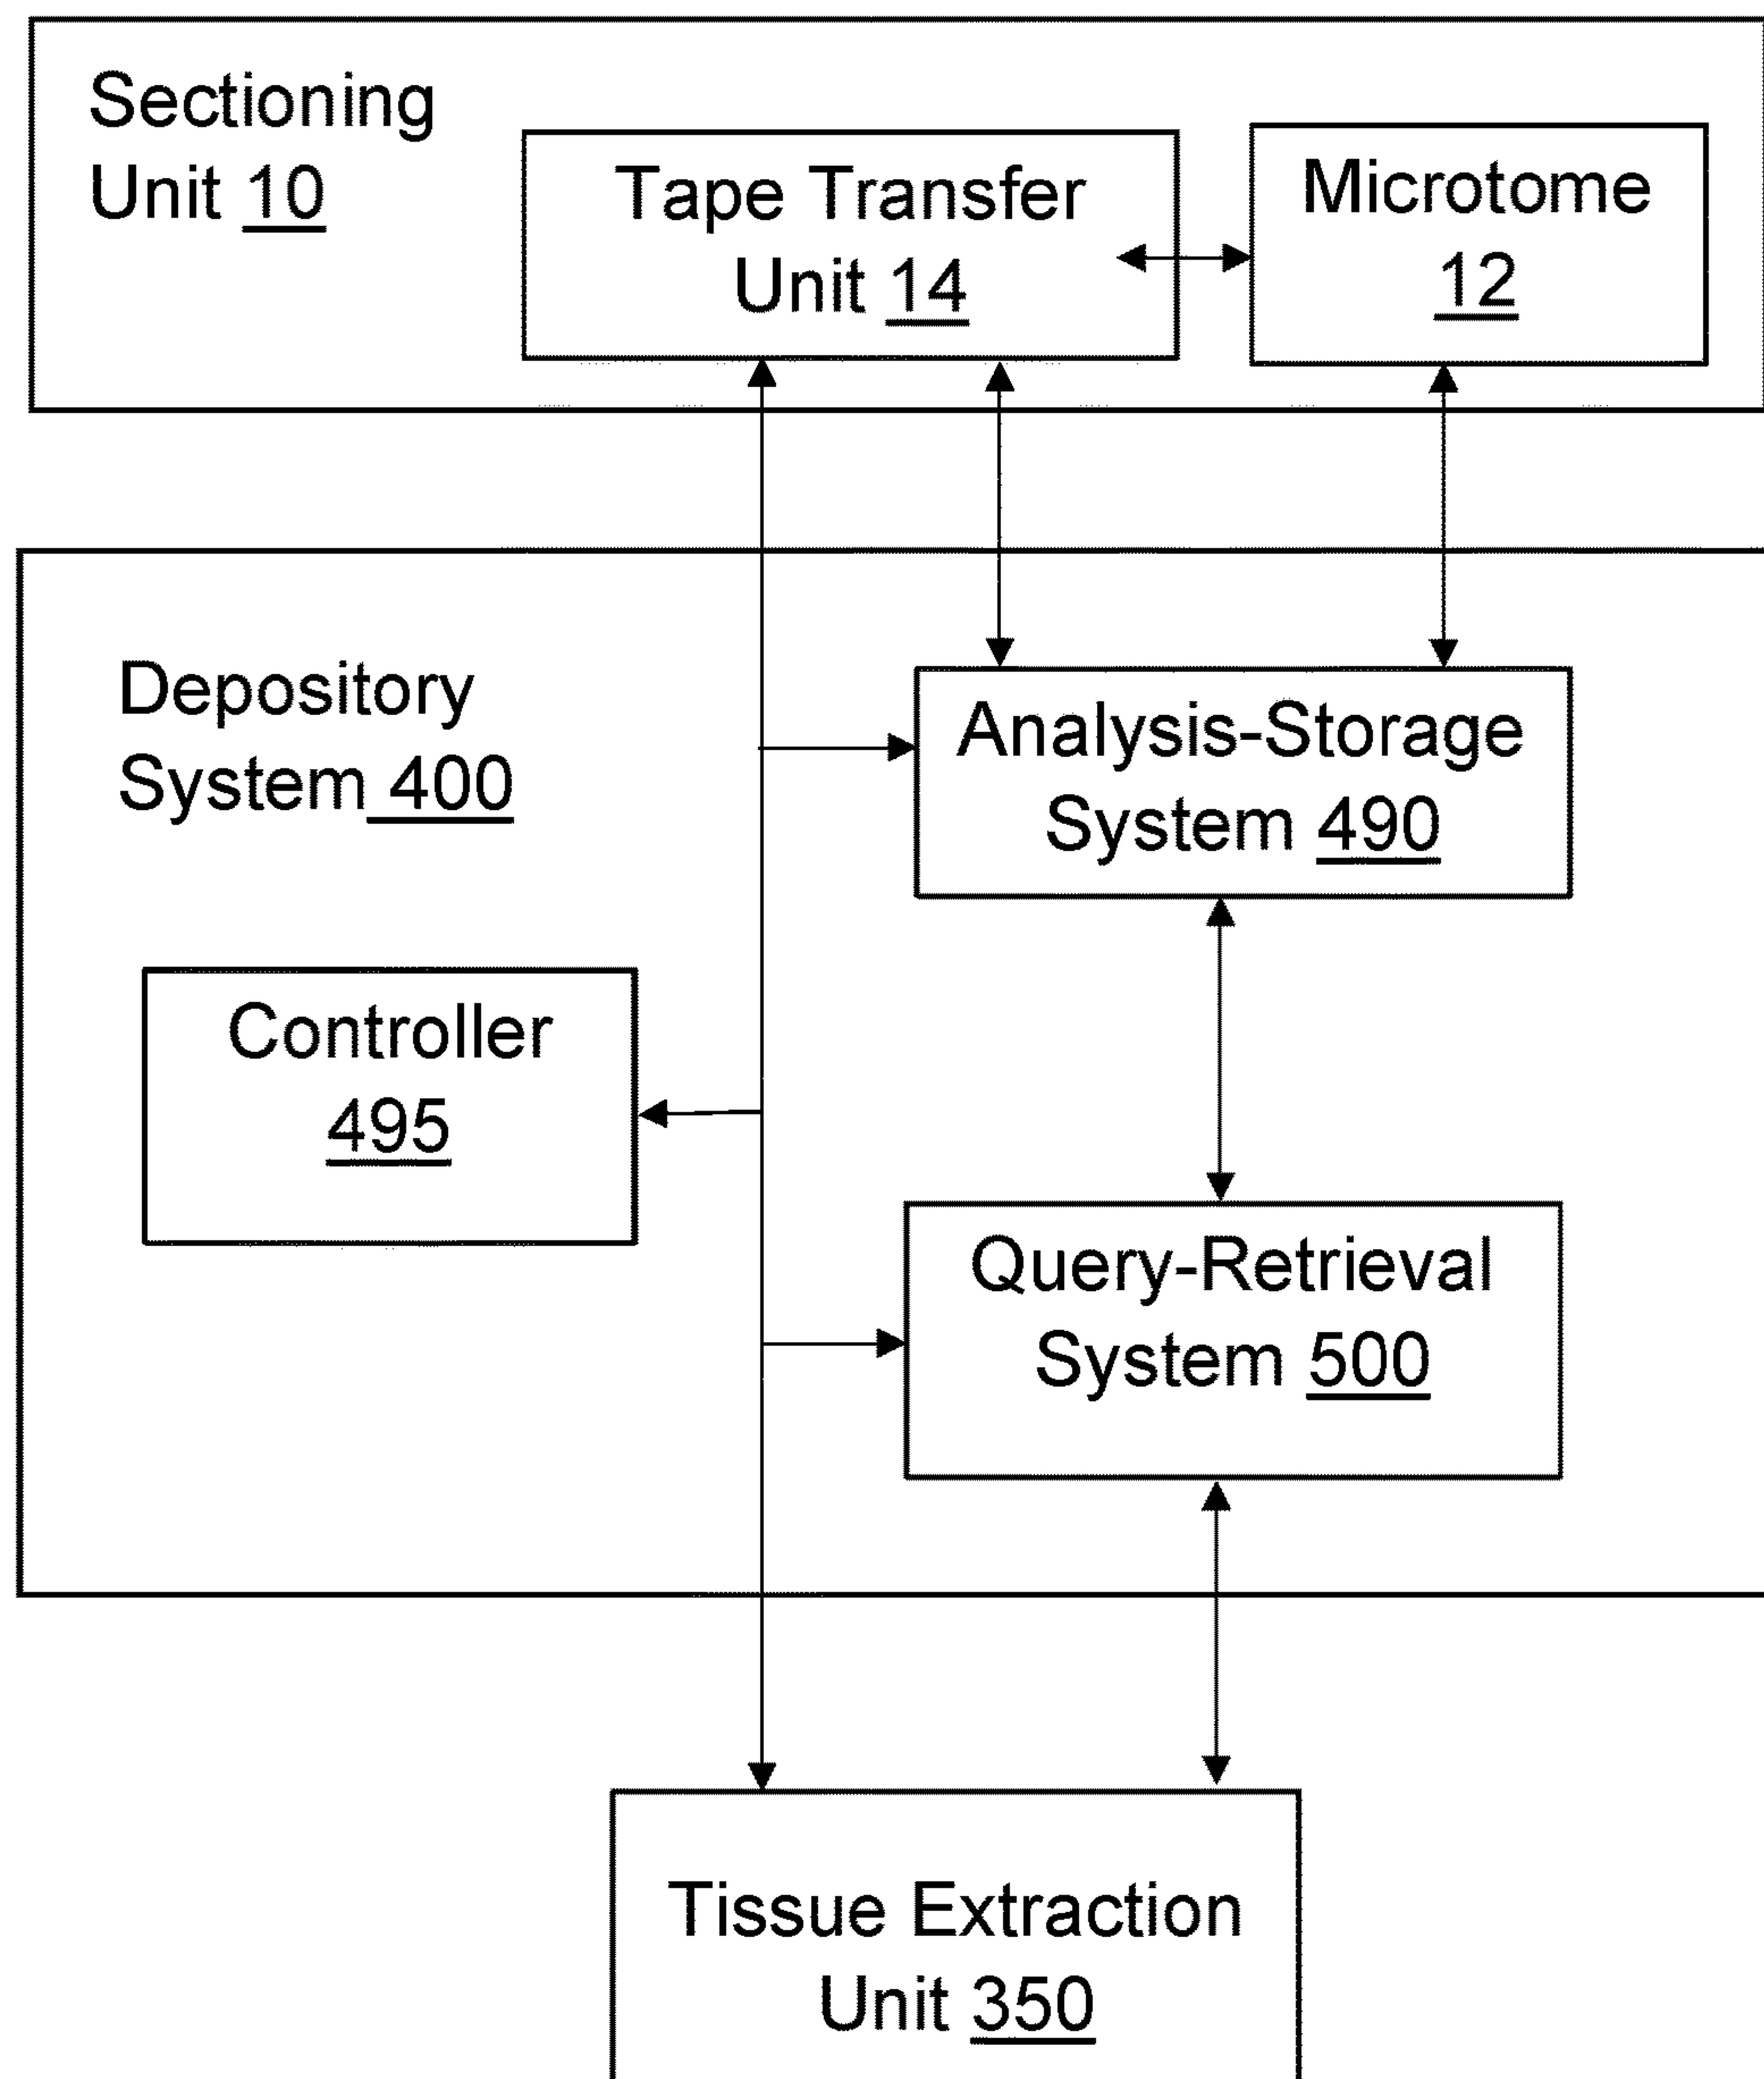 Sectioning
Unit 10
Tape Transfer
Unit 14
Microtome
12
Depository
System 400
Analysis-Storage
System 490
Controller
495
Query-Retrieval
System 500
Tissue Extraction
Unit 350